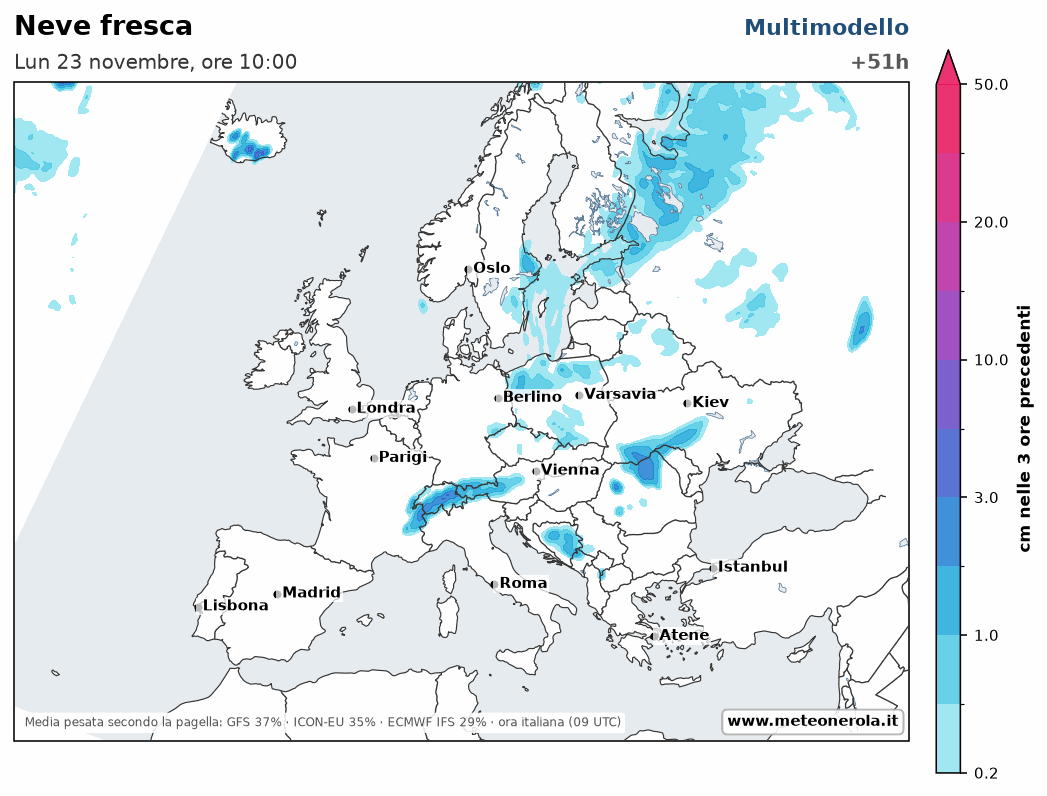 Neve fresca
Multimodello
Lun 23 novembre, ore 10:00
+51h
50.0
20.0
10.0
3.0
1.0
0.2
cm nelle 3 ore precedenti
Oslo
Berlino
Varsavia
Kiev
Londra
Parigi
Vienna
Istanbul
Roma
Madrid
Lisbona
Atene
Media pesata secondo la pagella: GFS 37% · ICON-EU 35% · ECMWF IFS 29% · ora italiana (09 UTC)
www.meteonerola.it